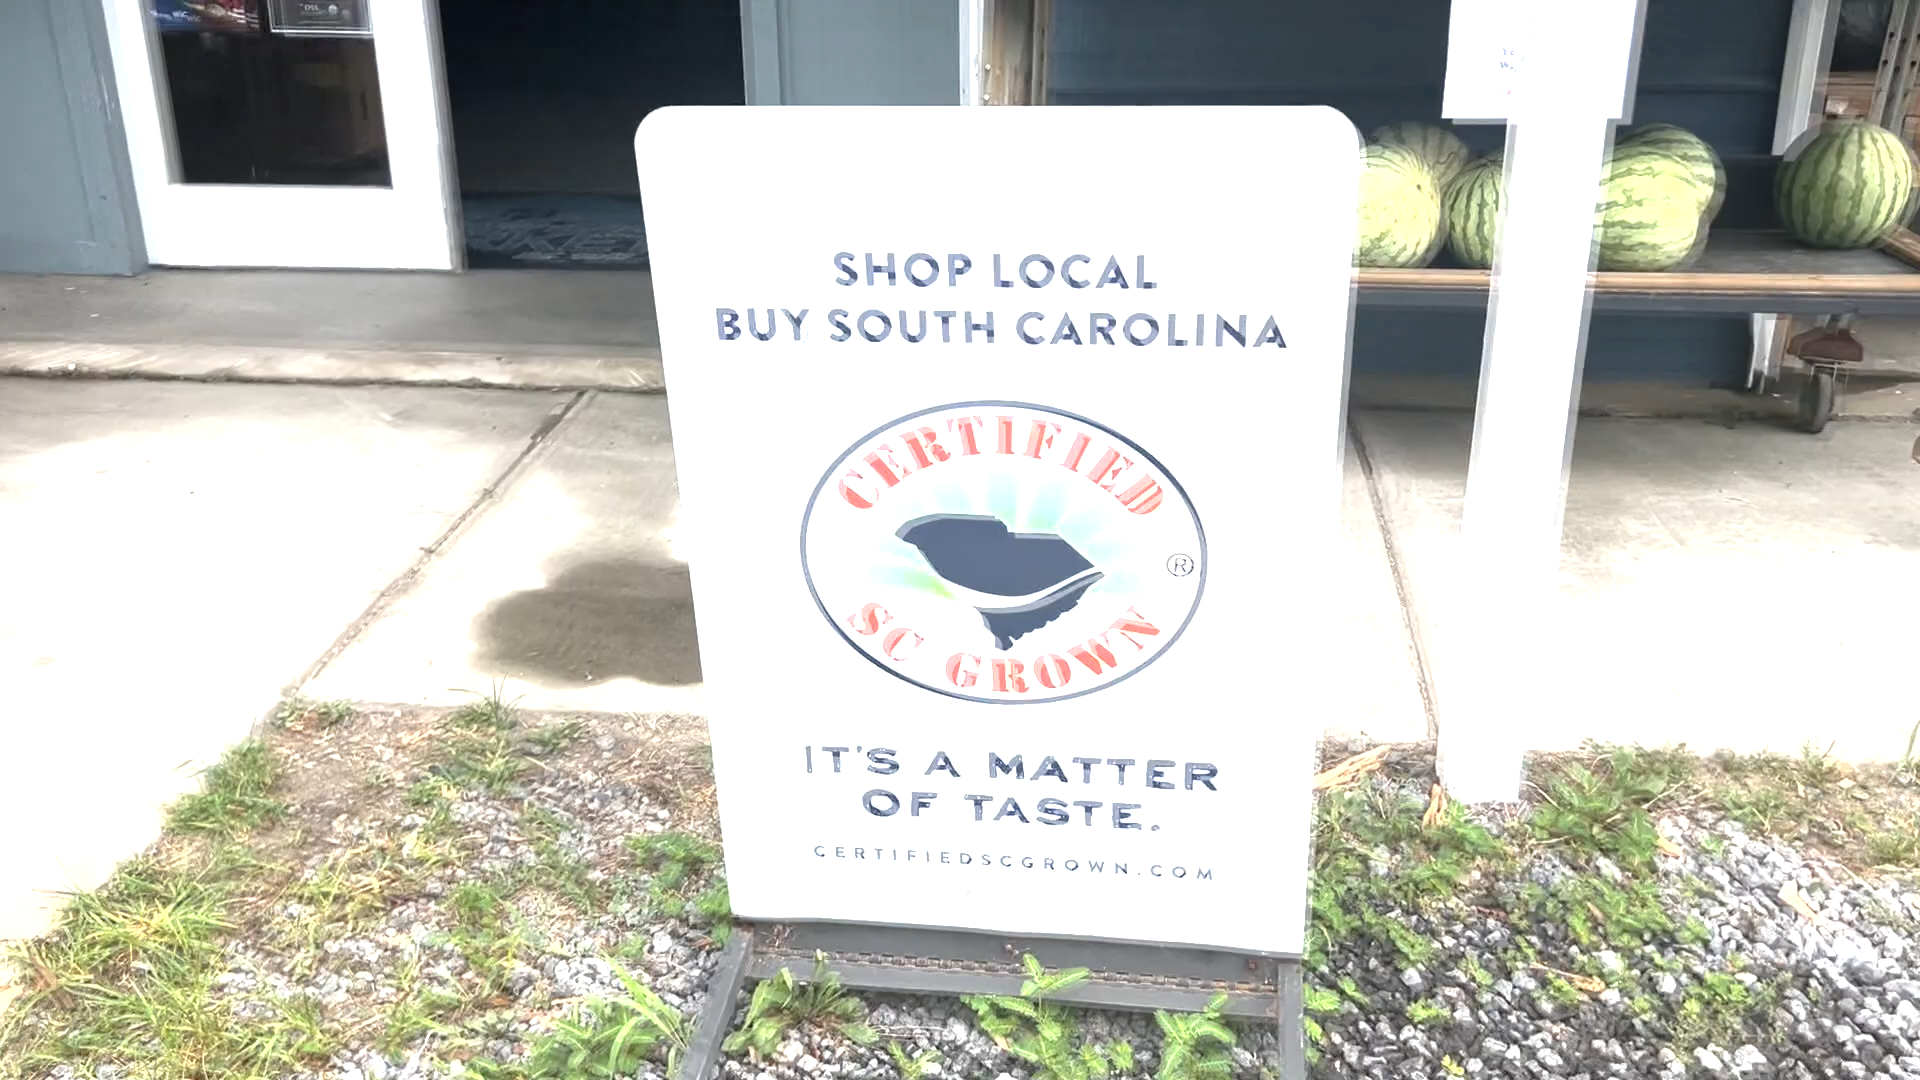 SHOP LOCAL
BUY SOUTH CAROLINA
CERTIFIED
®
SC GROWN
IT'S A MATTER
OF TASTE.
CERTIFIEDSCGROWN.COM